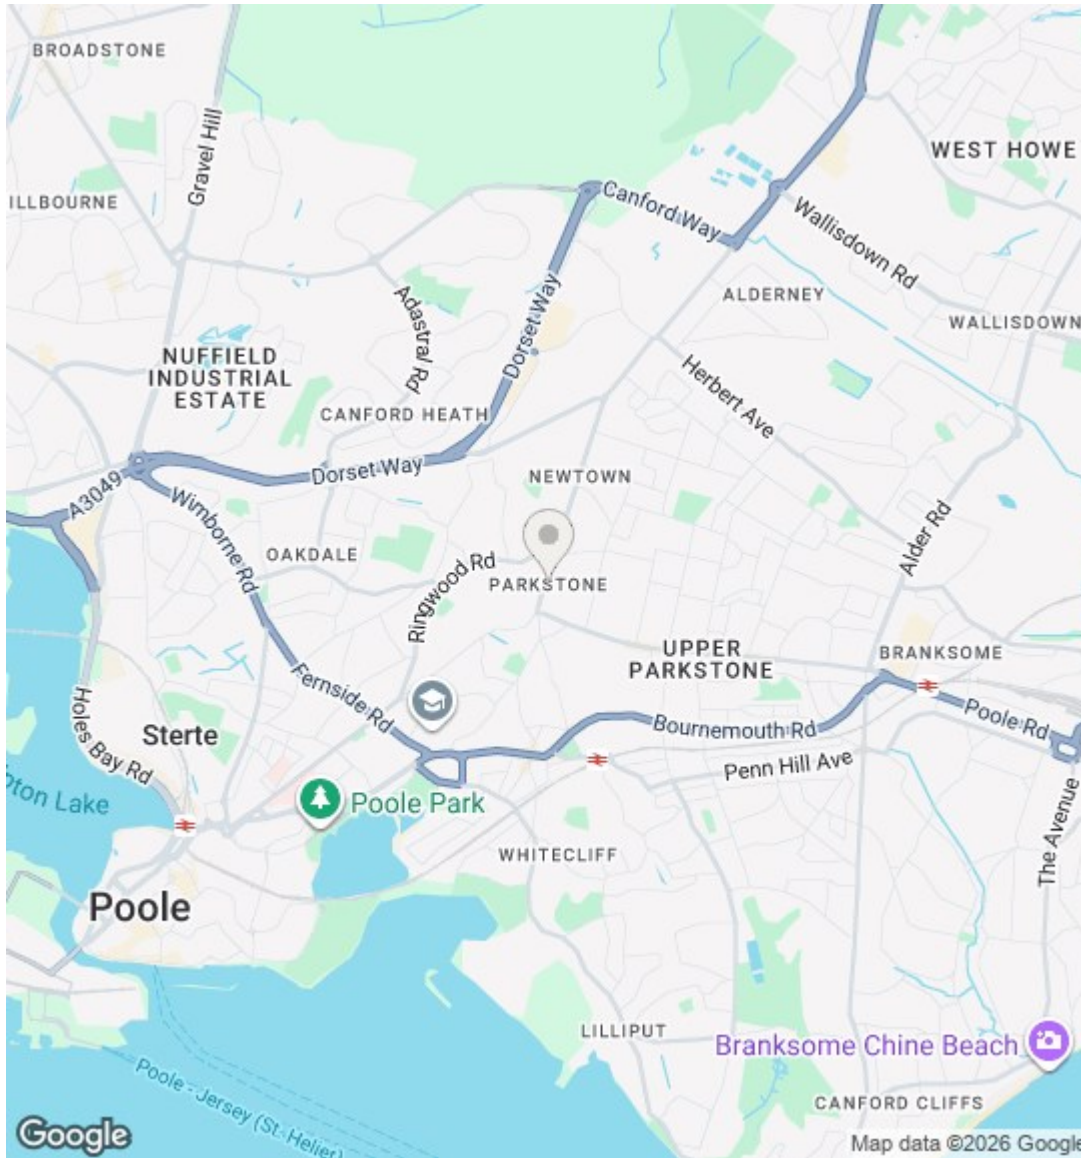 BROADSTONE
Gravel Hill
WEST HOWE
ILLBOURNE
Canford Way
Wallisdown Rd
ALDERNEY
WALLISDOWN
Adastral Rd
Dorset Way
NUFFIELD
INDUSTRIAL
ESTATE
Herbert Ave
CANFORD HEATH
Dorset Way
NEWTOWN
A3049
Wimborne Rd
OAKDALE
Alder Rd
Ringwood Rd
PARKSTONE
UPPER
PARKSTONE
BRANKSOME
Fernside Rd
Holes Bay Rd
Sterte
Bournemouth Rd
Poole Rd
Penn Hill Ave
pton Lake
Poole Park
The Avenue
WHITECLIFF
Poole
LILLIPUT
Branksome Chine Beach
Poole - Jersey (St. Helier)
CANFORD CLIFFS
Google
Map data ©2026 Google